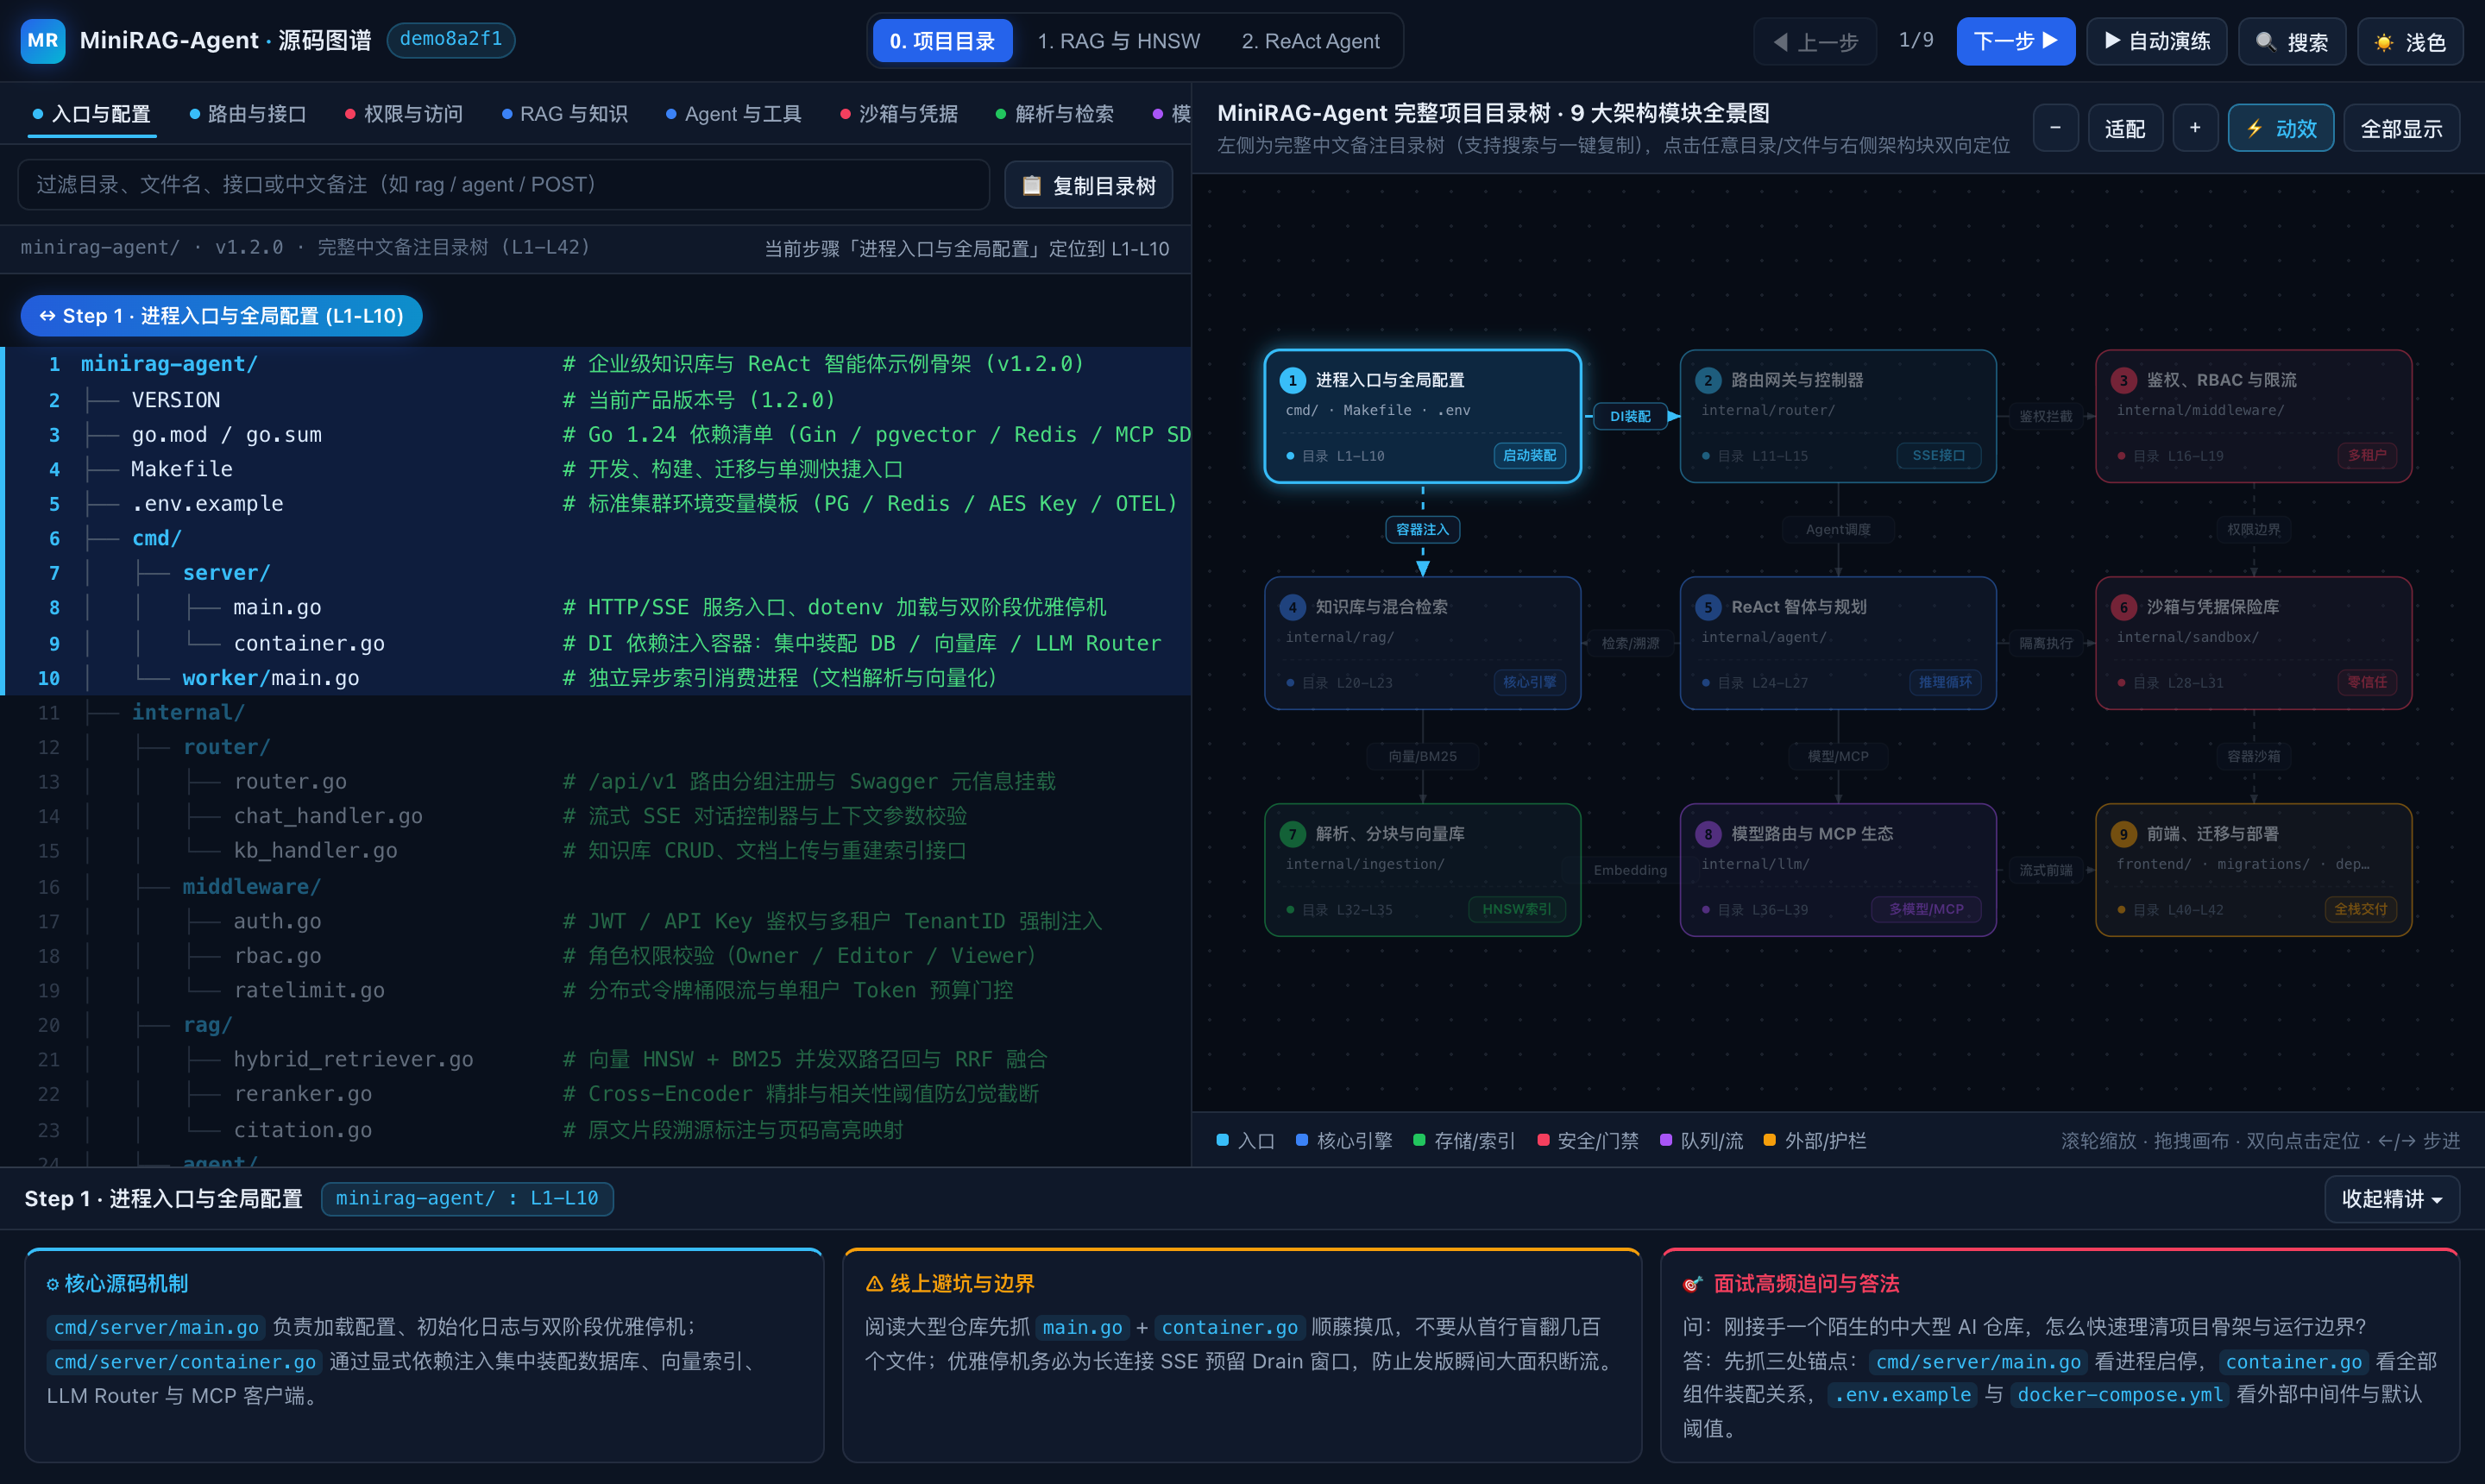 MR MiniRAG-Agent · 源码图谱 demo8a2f1
0. 项目目录 1. RAG 与 HNSW 2. ReAct Agent
◀ 上一步 1/9 下一步 ▶ ▶ 自动演练 🔍 搜索 ☀️ 浅色
入口与配置 路由与接口 权限与访问 RAG 与知识 Agent 与工具 沙箱与凭据 解析与检索 模
过滤目录、文件名、接口或中文备注（如 rag / agent / POST）
📋 复制目录树
minirag-agent/ · v1.2.0 · 完整中文备注目录树 (L1-L42)
当前步骤「进程入口与全局配置」定位到 L1-L10
↔ Step 1 · 进程入口与全局配置 (L1-L10)
1 minirag-agent/ # 企业级知识库与 ReAct 智能体示例骨架 (v1.2.0)
2 ├── VERSION # 当前产品版本号 (1.2.0)
3 ├── go.mod / go.sum # Go 1.24 依赖清单 (Gin / pgvector / Redis / MCP SD
4 ├── Makefile # 开发、构建、迁移与单测快捷入口
5 ├── .env.example # 标准集群环境变量模板 (PG / Redis / AES Key / OTEL)
6 ├── cmd/
7 │ ├── server/
8 │ │ ├── main.go # HTTP/SSE 服务入口、dotenv 加载与双阶段优雅停机
9 │ │ └── container.go # DI 依赖注入容器：集中装配 DB / 向量库 / LLM Router
10 │ └── worker/main.go # 独立异步索引消费进程（文档解析与向量化）
11 ├── internal/
12 │ ├── router/
13 │ │ ├── router.go # /api/v1 路由分组注册与 Swagger 元信息挂载
14 │ │ ├── chat_handler.go # 流式 SSE 对话控制器与上下文参数校验
15 │ │ └── kb_handler.go # 知识库 CRUD、文档上传与重建索引接口
16 │ ├── middleware/
17 │ │ ├── auth.go # JWT / API Key 鉴权与多租户 TenantID 强制注入
18 │ │ ├── rbac.go # 角色权限校验（Owner / Editor / Viewer）
19 │ │ └── ratelimit.go # 分布式令牌桶限流与单租户 Token 预算门控
20 │ ├── rag/
21 │ │ ├── hybrid_retriever.go # 向量 HNSW + BM25 并发双路召回与 RRF 融合
22 │ │ ├── reranker.go # Cross-Encoder 精排与相关性阈值防幻觉截断
23 │ │ └── citation.go # 原文片段溯源标注与页码高亮映射
24 │ ├── agent/
MiniRAG-Agent 完整项目目录树 · 9 大架构模块全景图
左侧为完整中文备注目录树（支持搜索与一键复制），点击任意目录/文件与右侧架构块双向定位
− 适配 + ⚡ 动效 全部显示
1 进程入口与全局配置
cmd/ · Makefile · .env
目录 L1-L10 启动装配
DI装配
2 路由网关与控制器
internal/router/
目录 L11-L15 SSE接口
鉴权拦截
3 鉴权、RBAC 与限流
internal/middleware/
目录 L16-L19 多租户
容器注入 Agent调度 权限边界
4 知识库与混合检索
internal/rag/
目录 L20-L23 核心引擎
检索/溯源
5 ReAct 智体与规划
internal/agent/
目录 L24-L27 推理循环
隔离执行
6 沙箱与凭据保险库
internal/sandbox/
目录 L28-L31 零信任
向量/BM25 模型/MCP 容器沙箱
7 解析、分块与向量库
internal/ingestion/
目录 L32-L35 HNSW索引
Embedding
8 模型路由与 MCP 生态
internal/llm/
目录 L36-L39 多模型/MCP
流式前端
9 前端、迁移与部署
frontend/ · migrations/ · dep…
目录 L40-L42 全栈交付
入口 核心引擎 存储/索引 安全/门禁 队列/流 外部/护栏
滚轮缩放 · 拖拽画布 · 双向点击定位 · ←/→ 步进
Step 1 · 进程入口与全局配置 minirag-agent/ : L1-L10
收起精讲 ▾
⚙ 核心源码机制
cmd/server/main.go 负责加载配置、初始化日志与双阶段优雅停机；
cmd/server/container.go 通过显式依赖注入集中装配数据库、向量索引、
LLM Router 与 MCP 客户端。
⚠ 线上避坑与边界
阅读大型仓库先抓 main.go + container.go 顺藤摸瓜，不要从首行盲翻几百
个文件；优雅停机务必为长连接 SSE 预留 Drain 窗口，防止发版瞬间大面积断流。
🎯 面试高频追问与答法
问：刚接手一个陌生的中大型 AI 仓库，怎么快速理清项目骨架与运行边界？
答：先抓三处锚点：cmd/server/main.go 看进程启停，container.go 看全部
组件装配关系，.env.example 与 docker-compose.yml 看外部中间件与默认
阈值。